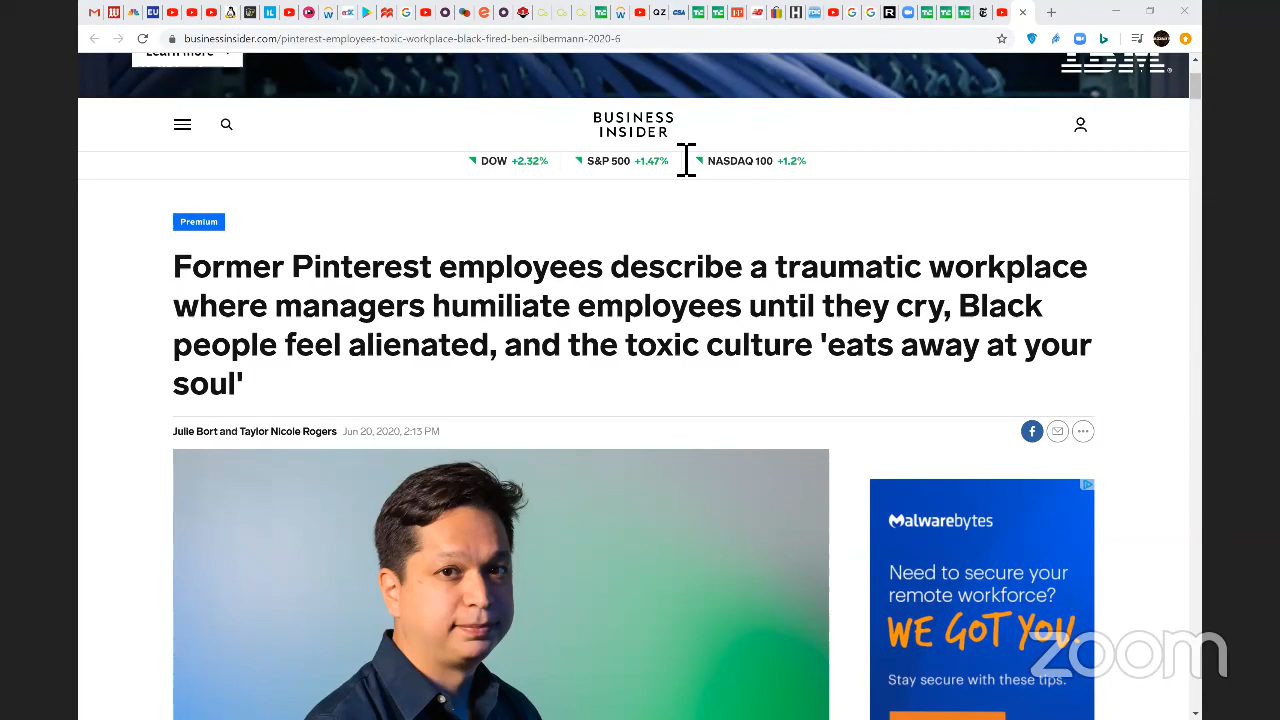 businessinsider.com/pinterest-employees-toxic-workplace-black-fired-ben-silbermann-2020-6
Learn more
IBM
BUSINESS
INSIDER
DOW +2.32% S&P 500 +1.47% NASDAQ 100 +1.2%
Premium
Former Pinterest employees describe a traumatic workplace
where managers humiliate employees until they cry, Black
people feel alienated, and the toxic culture 'eats away at your
soul'
Julie Bort and Taylor Nicole Rogers Jun 20, 2020, 2:13 PM
Malwarebytes
Need to secure your
remote workforce?
WE GOT YOU.
Stay secure with these tips.
zoom